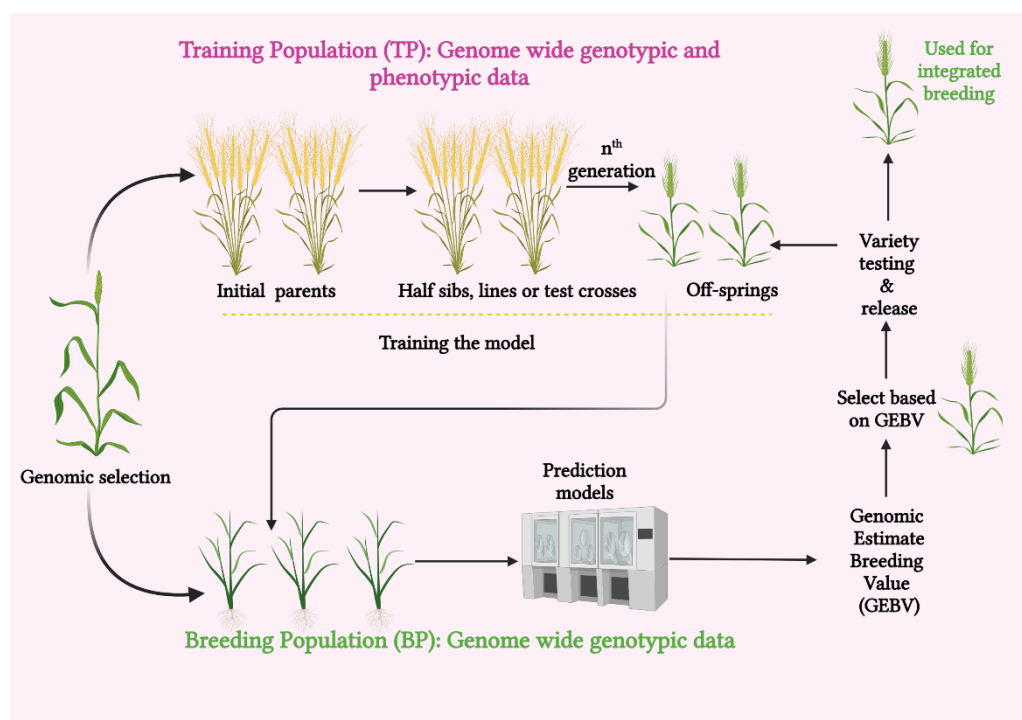 Training Population (TP): Genome wide genotypic and
phenotypic data
Used for
integrated
breeding
nth
generation
Initial parents
Half sibs, lines or test crosses
Off-springs
Training the model
Variety
testing
&
release
Select based
on GEBV
Genomic selection
Prediction
models
Genomic
Estimate
Breeding
Value
(GEBV)
Breeding Population (BP): Genome wide genotypic data